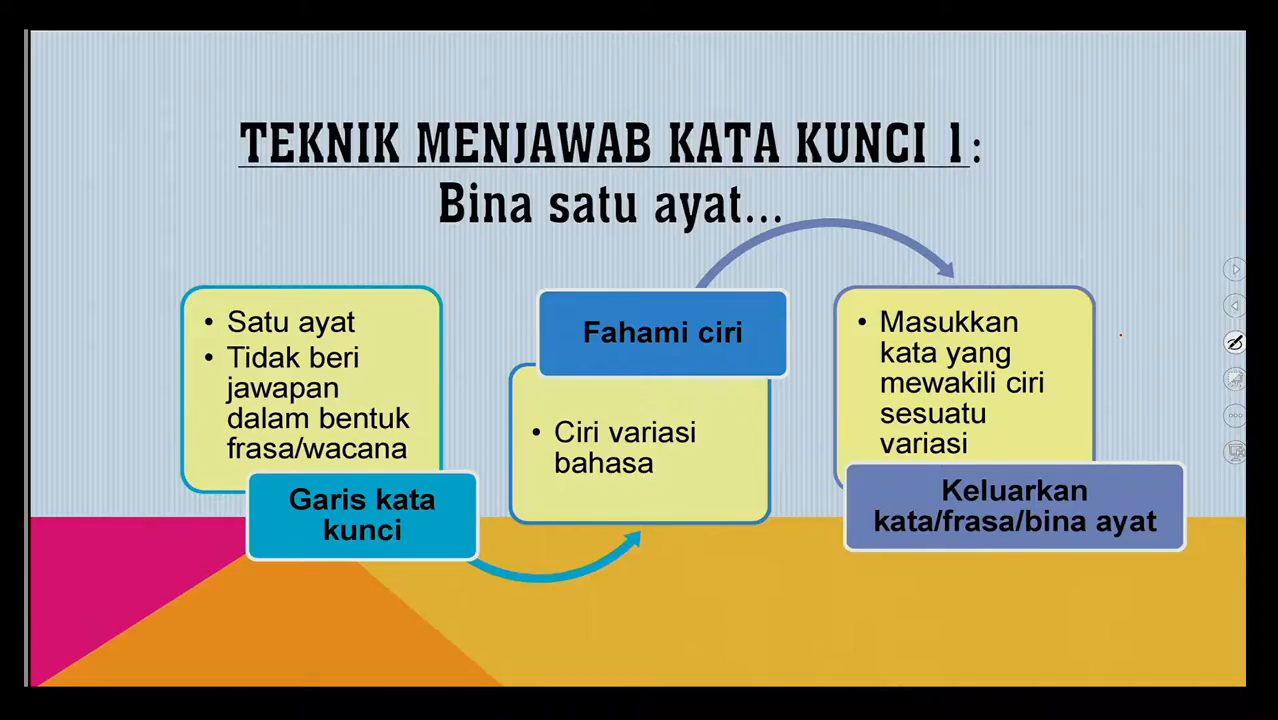 TEKNIK MENJAWAB KATA KUNCI 1:
Bina satu ayat...
• Satu ayat
• Tidak beri
jawapan
dalam bentuk
frasa/wacana
Garis kata
kunci
Fahami ciri
• Ciri variasi
bahasa
• Masukkan
kata yang
mewakili ciri
sesuatu
variasi
Keluarkan
kata/frasa/bina ayat